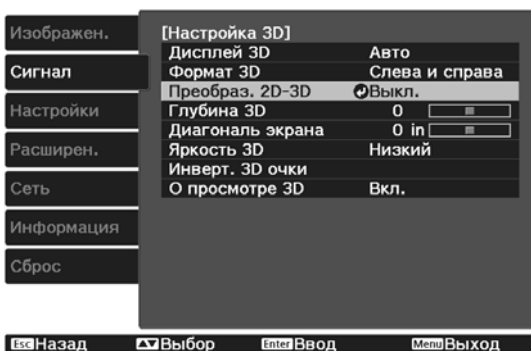 Изображен.
Сигнал
Настройки
Расширен.
Сеть
Информация
Сброс
[Настройка 3D]
Дисплей 3D Авто
Формат 3D Слева и справа
Преобраз. 2D-3D Выкл.
Глубина 3D 0
Диагональ экрана 0 in
Яркость 3D Низкий
Инверт. 3D очки
О просмотре 3D Вкл.
Esc Назад Выбор Enter Ввод Menu Выход